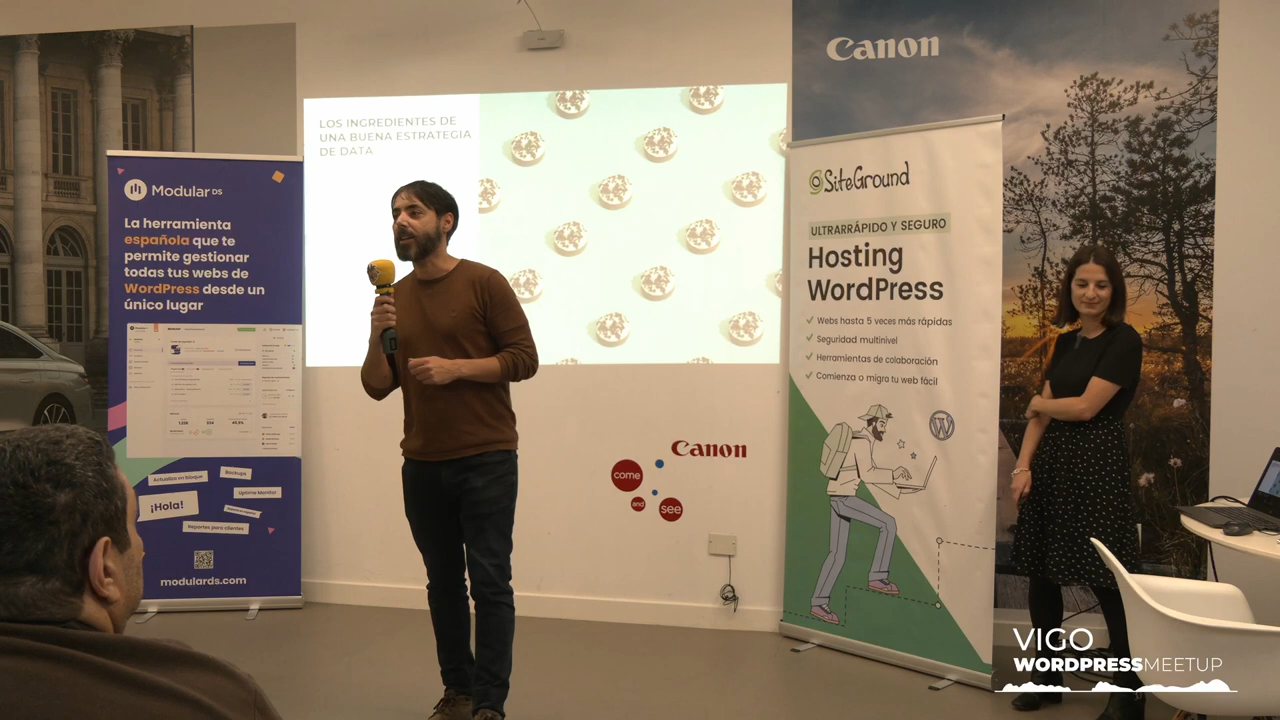 Canon
LOS INGREDIENTES DE
UNA BUENA ESTRATEGIA
DE DATA
Modular DS
La herramienta
española que te
permite gestionar
todas tus webs de
WordPress desde un
único lugar
Actualiza en bloque
Backups
¡Hola!
Uptime Monitor
Reportes para clientes
modulards.com
SiteGround
ULTRARRÁPIDO Y SEGURO
Hosting
WordPress
Webs hasta 5 veces más rápidas
Seguridad multinivel
Herramientas de colaboración
Comienza o migra tu web fácil
Canon
come
and
see
VIGO
WORDPRESSMEETUP